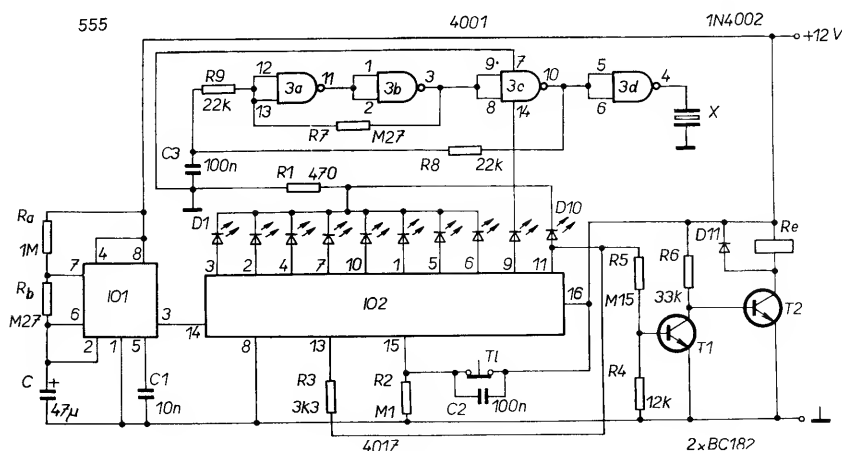 555 4001 1N4002
+12 V
R9 12 11 1 3 9 7 10 5 4
3a 3b 3c 3d
22k 13 2 8 14 6 X
R7 M27
C3 100n R8 22k
R1 470
Ra 1M D1 D10 D11 Re
4 8 3 2 4 7 10 1 5 6 9 11 R5 R6
7 16
Rb IO1 IO2 M15 33k
M27 6 3 14 T1 T2
2 1 5 8 13 15 Tl
C + C1 R3 R2 R4
47µ 10n 3k3 M1 C2 100n 12k
4017 2xBC182